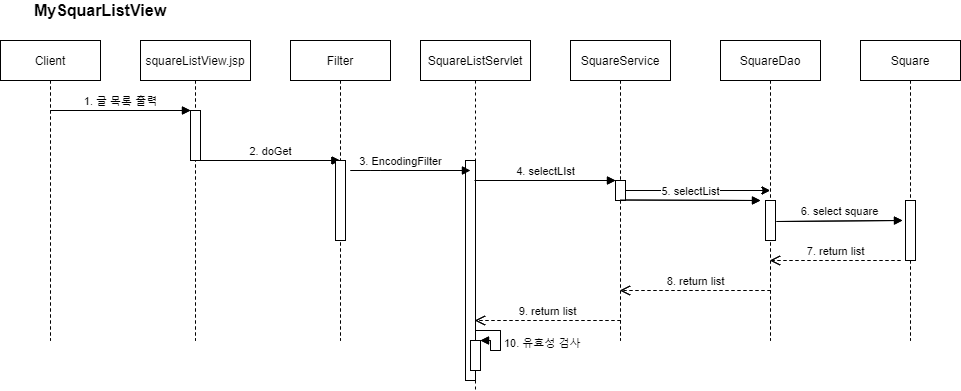 MySquarListView
Client
squareListView.jsp
Filter
SquareListServlet
SquareService
SquareDao
Square
1. 글 목록 출력
2. doGet
3. EncodingFilter
4. selectLIst
5. selectList
6. select square
7. return list
8. return list
9. return list
10. 유효성 검사